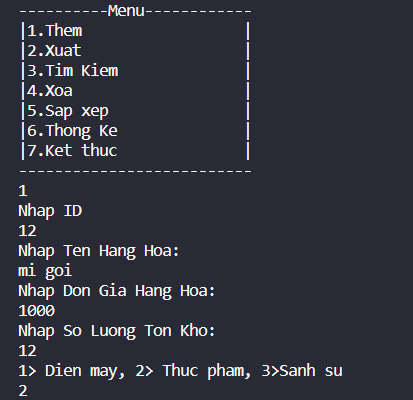 ----------Menu------------
|1.Them                  |
|2.Xuat                  |
|3.Tim Kiem              |
|4.Xoa                   |
|5.Sap xep               |
|6.Thong Ke              |
|7.Ket thuc              |
--------------------------
1
Nhap ID
12
Nhap Ten Hang Hoa:
mi goi
Nhap Don Gia Hang Hoa:
1000
Nhap So Luong Ton Kho:
12
1> Dien may, 2> Thuc pham, 3>Sanh su
2